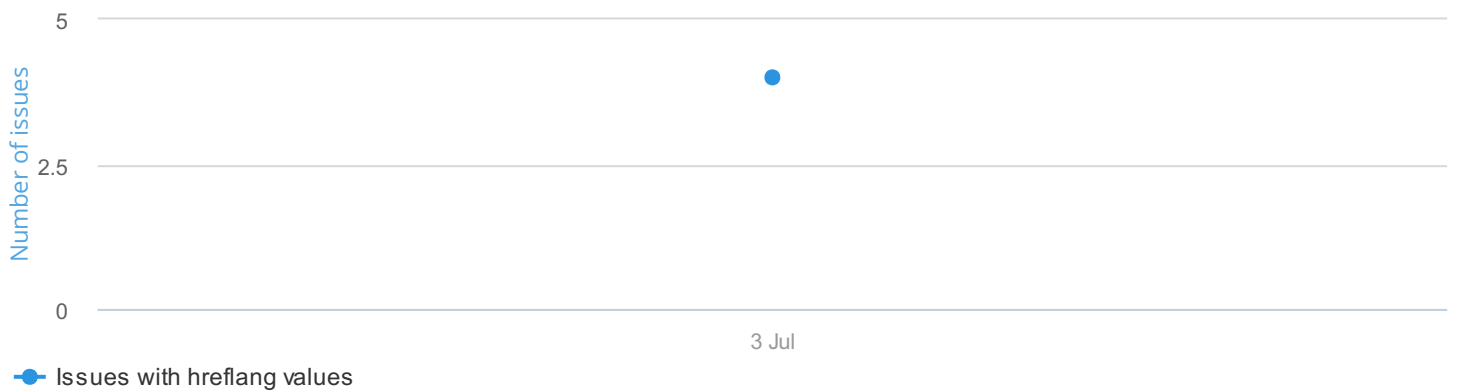 5
Number of issues
2.5
0
3 Jul
Issues with hreflang values